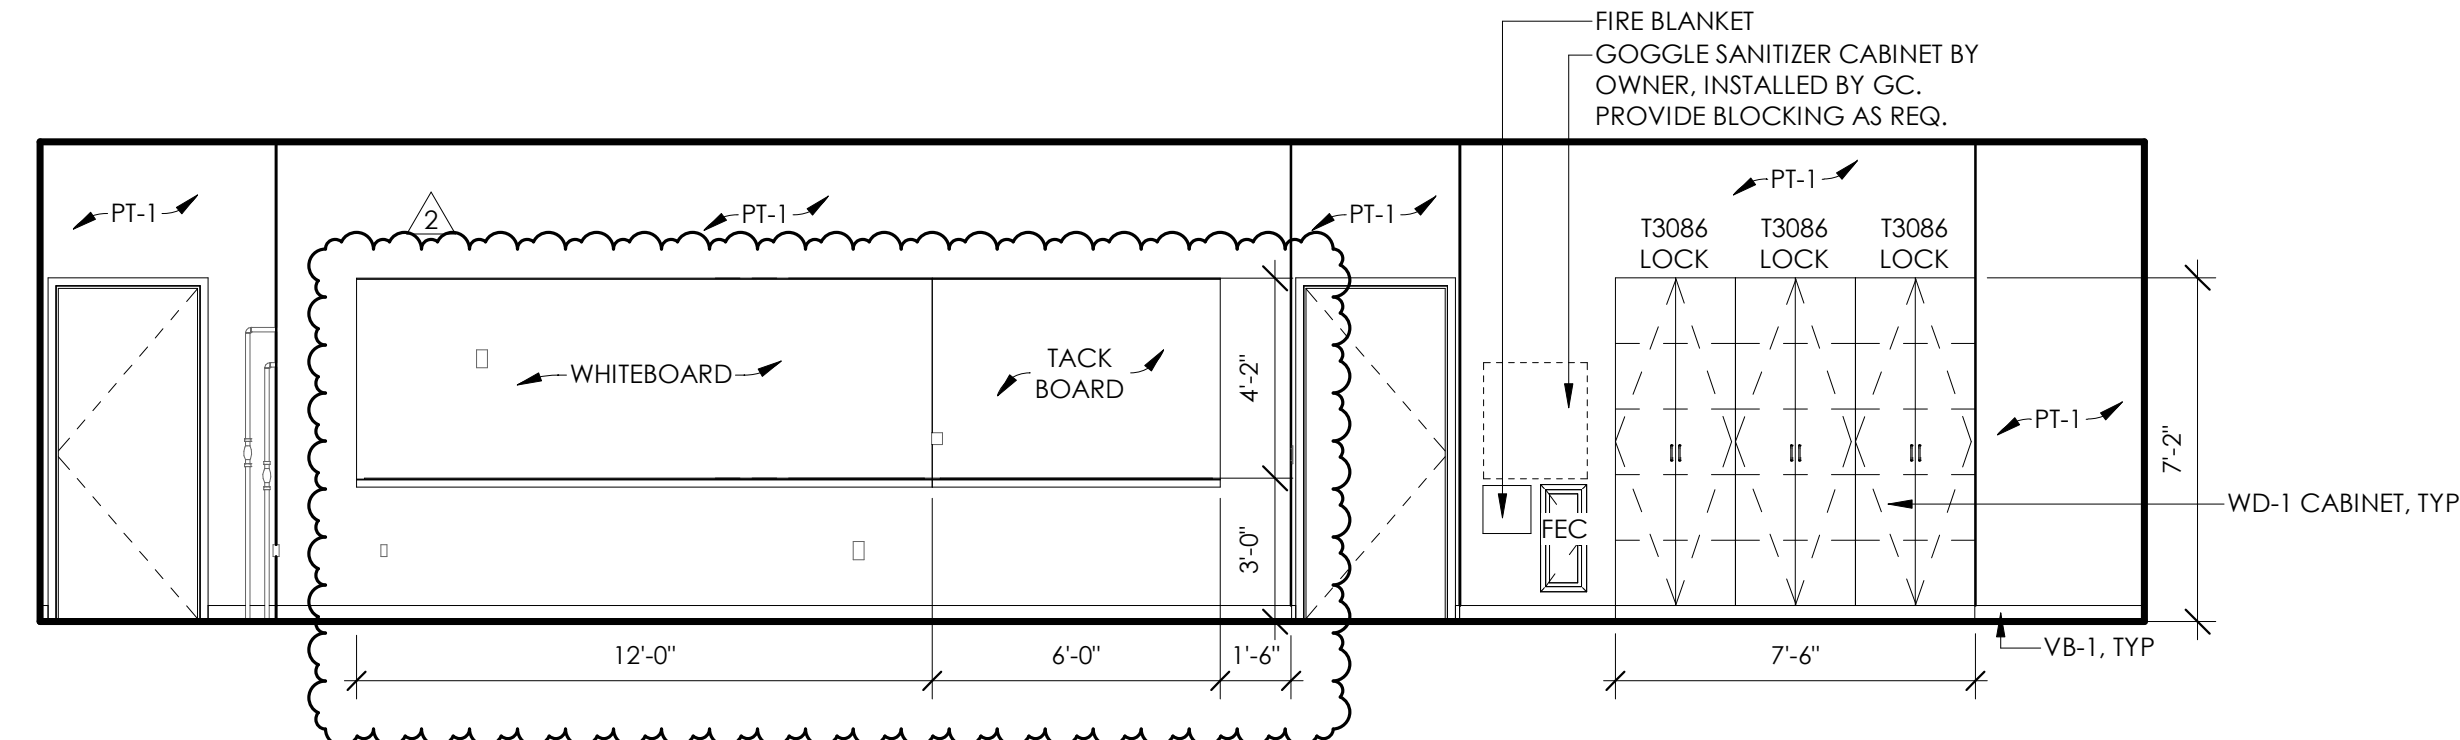 FIRE BLANKET
GOGGLE SANITIZER CABINET BY
OWNER, INSTALLED BY GC.
PROVIDE BLOCKING AS REQ.
PT-1
2
PT-1
PT-1
PT-1
T3086
LOCK
T3086
LOCK
T3086
LOCK
WHITEBOARD
TACK
BOARD
4'-2"
3'-0"
FEC
PT-1
7'-2"
WD-1 CABINET, TYP
VB-1, TYP
12'-0"
6'-0"
1'-6"
7'-6"